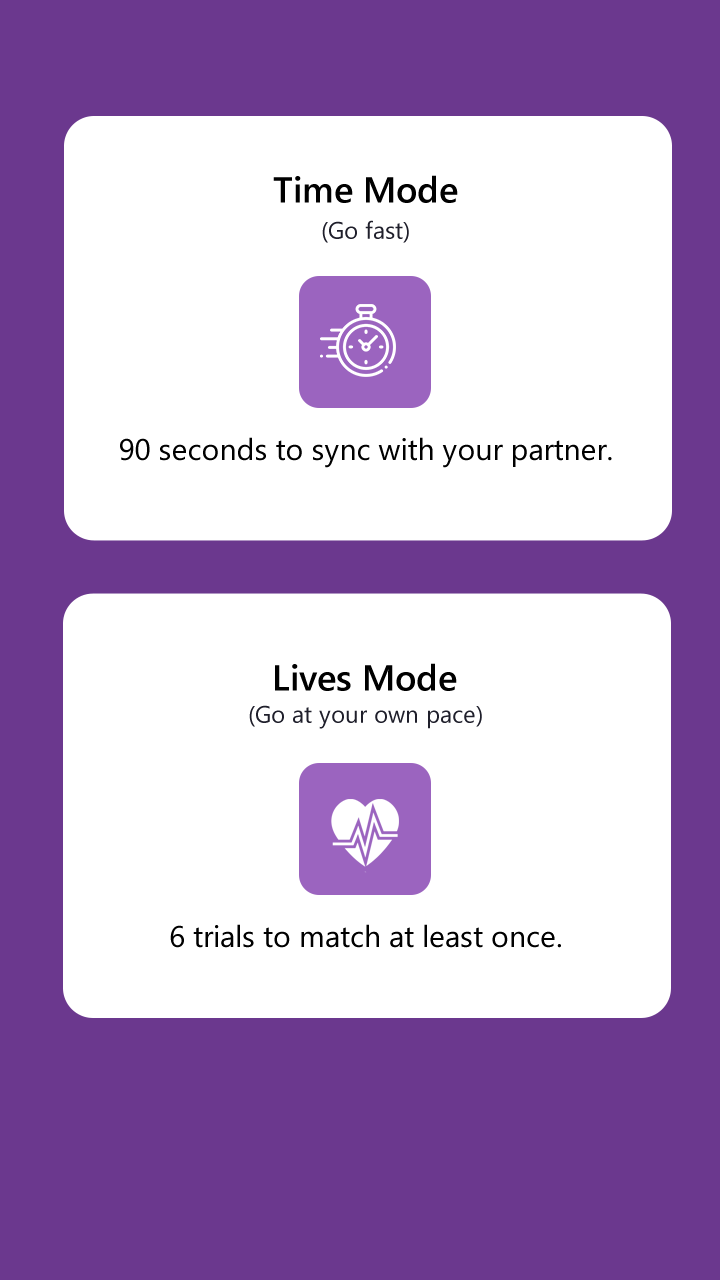 Time Mode
(Go fast)
90 seconds to sync with your partner.
Lives Mode
(Go at your own pace)
6 trials to match at least once.